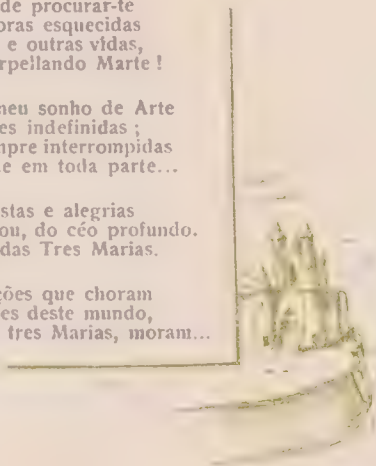 de procurar-te
oras esquecidas
e outras vidas,
rpellando Marte !
neu sonho de Arte
es indefinidas ;
npre interrompidas
e em toda parte...
stas e alegrias
ou, do céo profundo.
das Tres Marias.
ções que choram
es deste mundo,
tres Marias, moram...